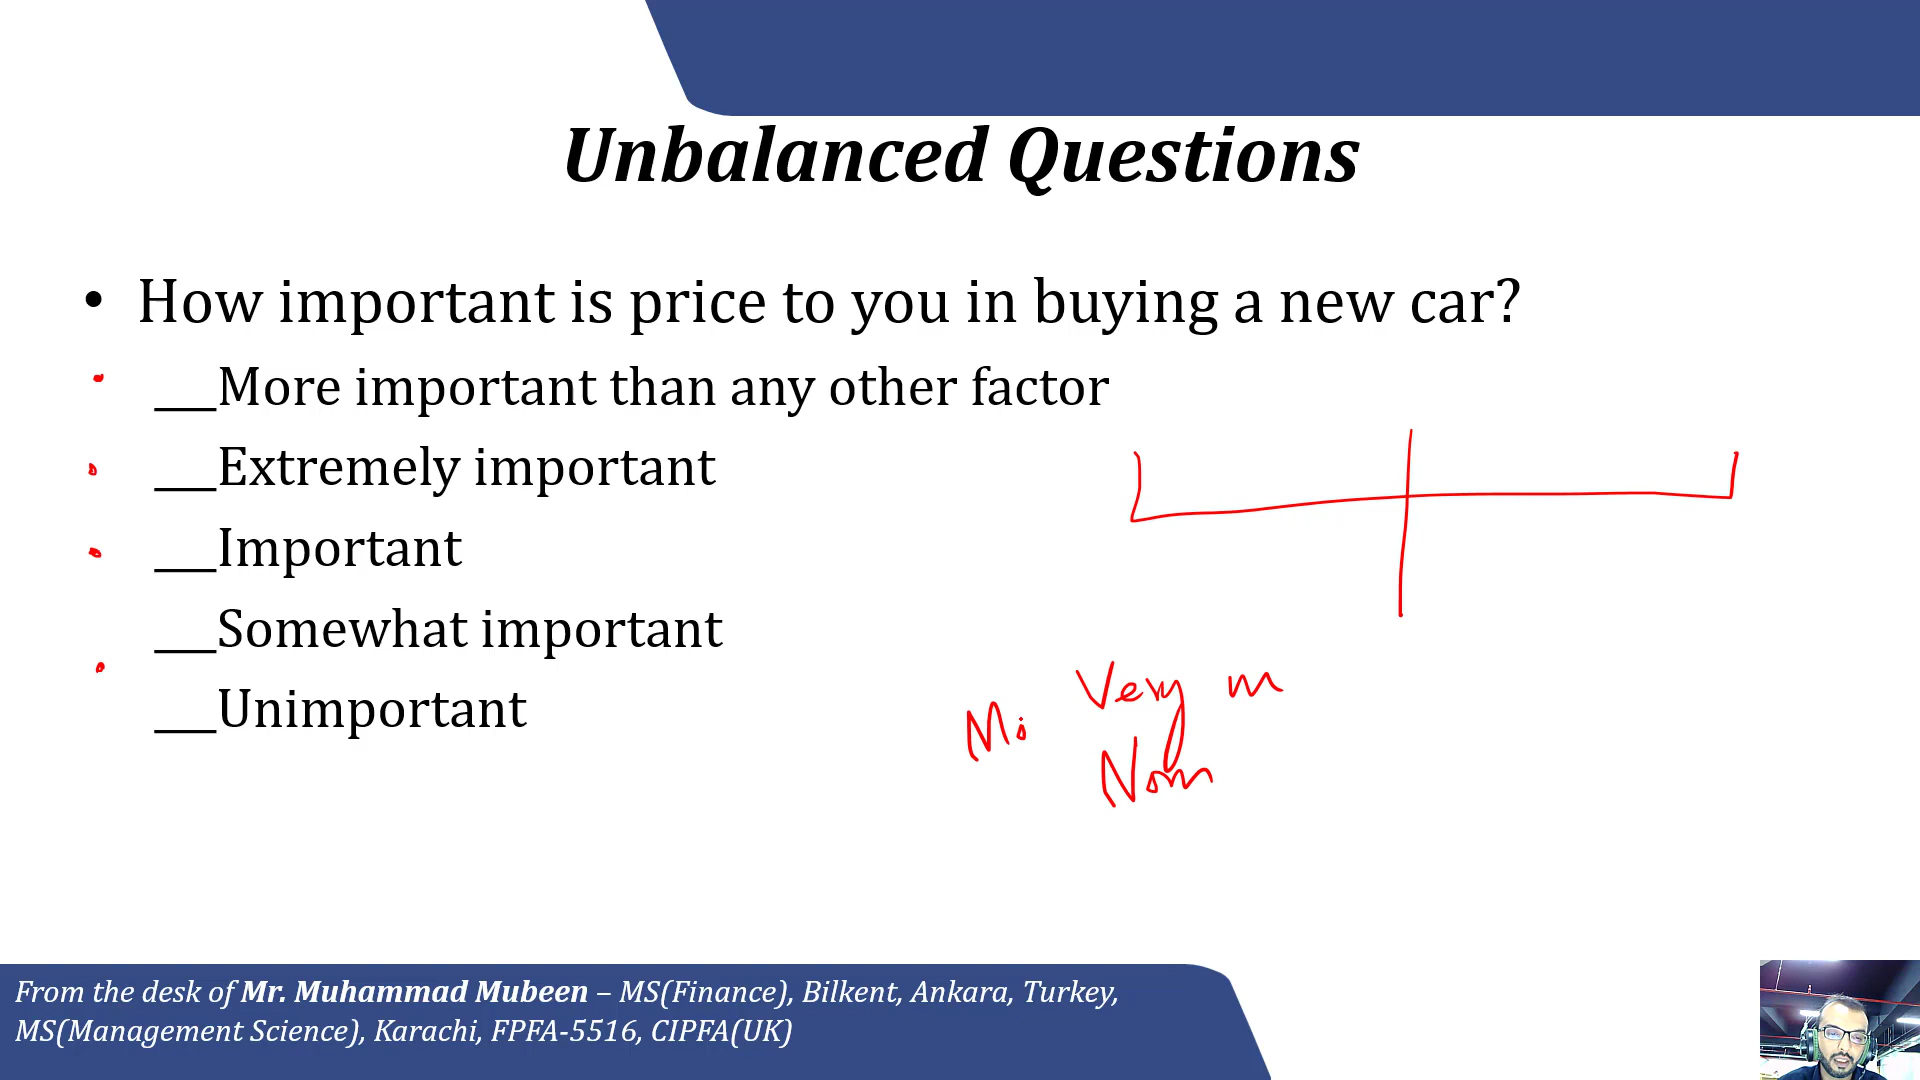 Unbalanced Questions
• How important is price to you in buying a new car?
___More important than any other factor
___Extremely important
___Important
___Somewhat important
___Unimportant
Very m
Mi
Nom
From the desk of Mr. Muhammad Mubeen – MS(Finance), Bilkent, Ankara, Turkey,
MS(Management Science), Karachi, FPFA-5516, CIPFA(UK)